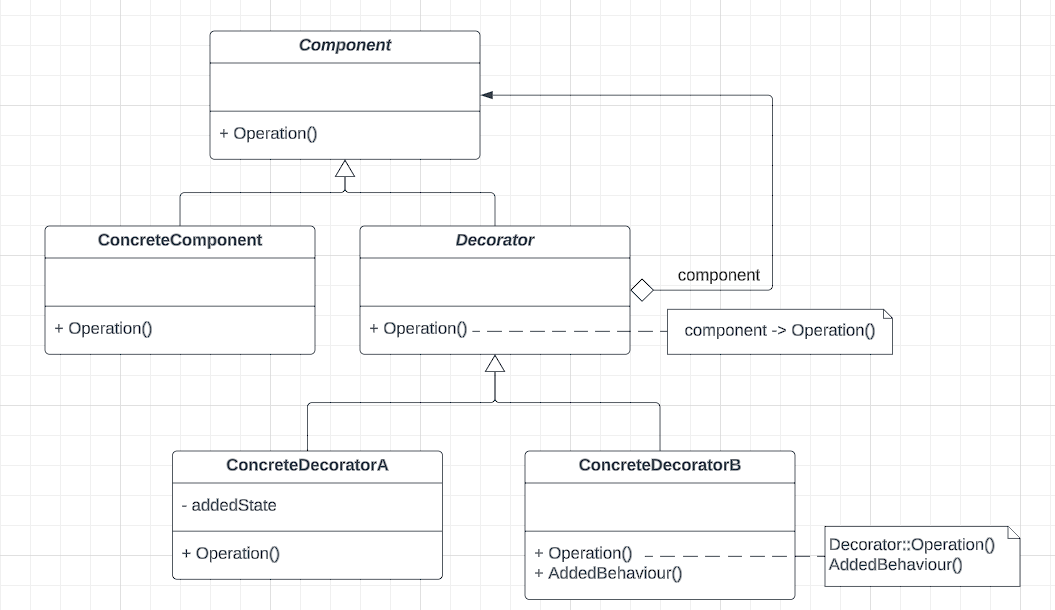 Component
+ Operation()
ConcreteComponent
+ Operation()
Decorator
+ Operation()
component
component -> Operation()
ConcreteDecoratorA
- addedState
+ Operation()
ConcreteDecoratorB
+ Operation()
+ AddedBehaviour()
Decorator::Operation()
AddedBehaviour()